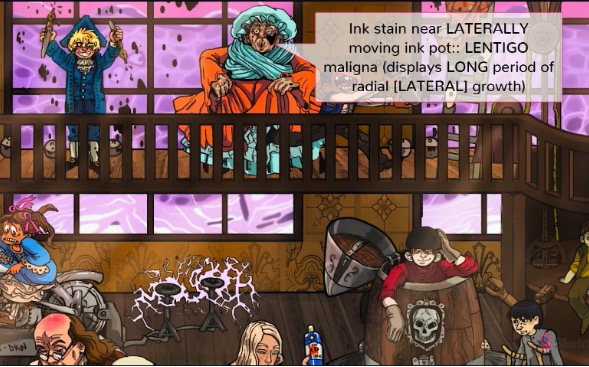 Ink stain near LATERALLY
moving ink pot:: LENTIGO
maligna (displays LONG period of
radial [LATERAL] growth)